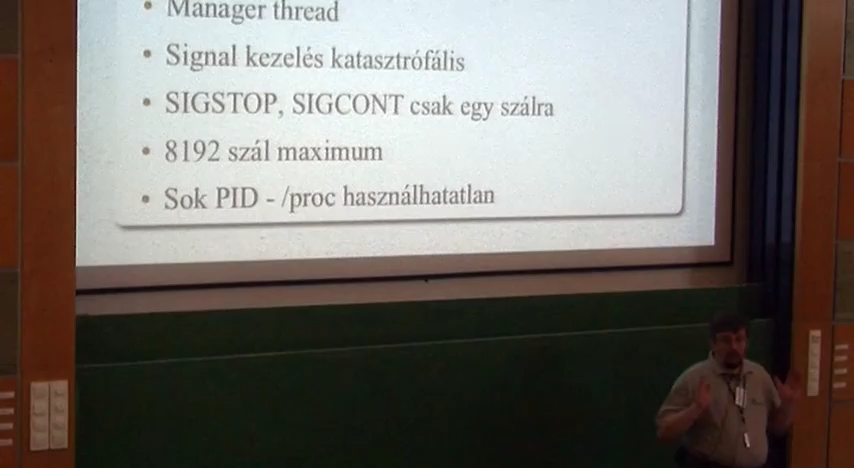 Manager thread
Signal kezelés katasztrófális
SIGSTOP, SIGCONT csak egy szálra
8192 szál maximum
Sok PID - /proc használhatatlan